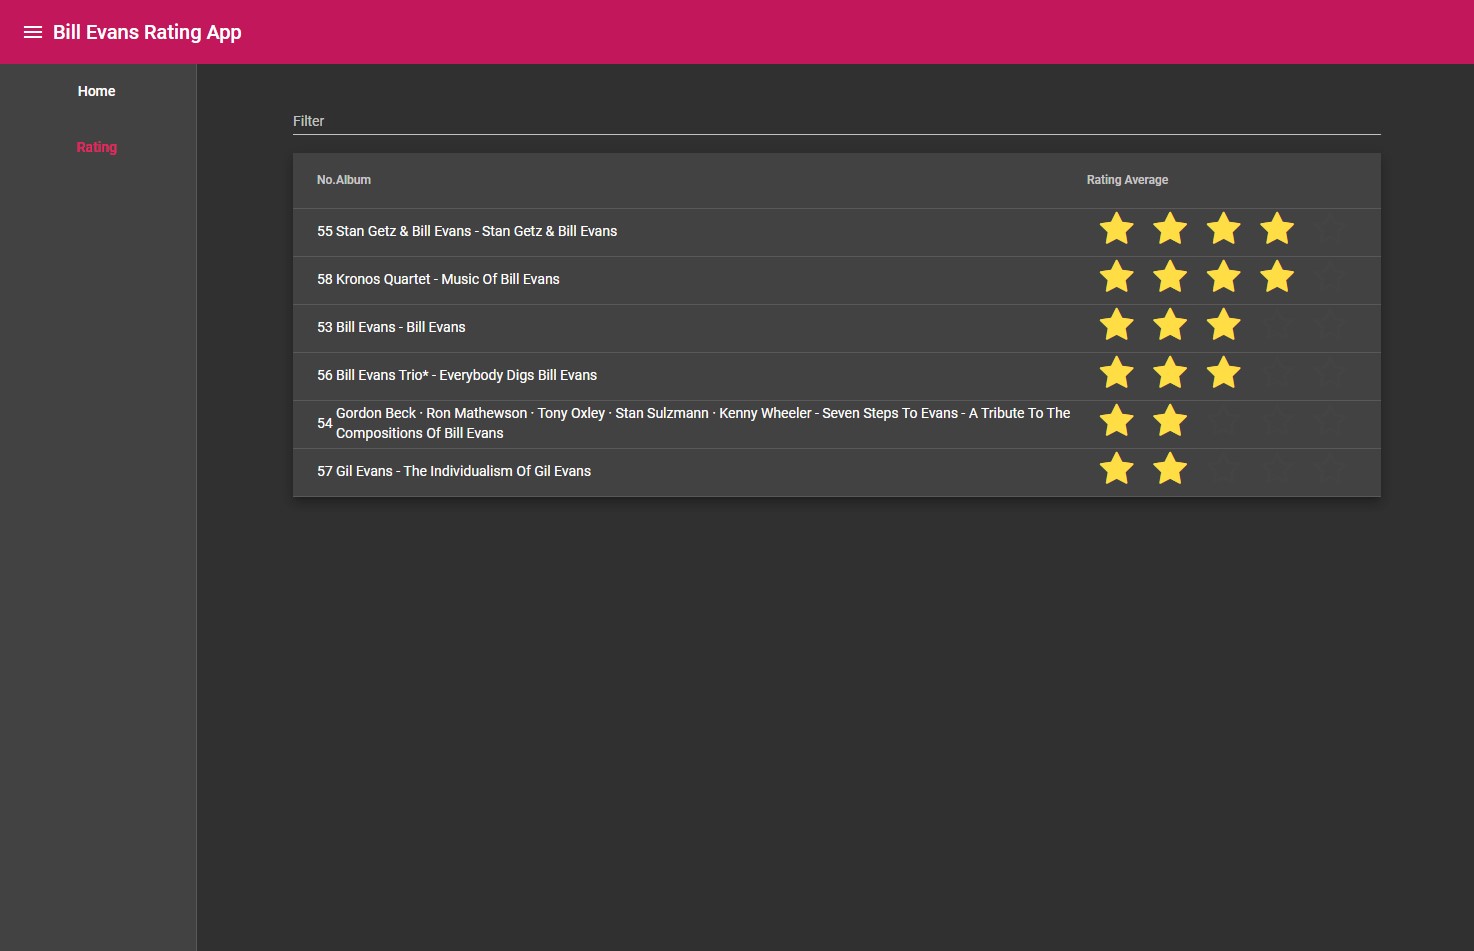 Bill Evans Rating App
Home
Rating
Filter
No. Album Rating Average
55 Stan Getz & Bill Evans - Stan Getz & Bill Evans
58 Kronos Quartet - Music Of Bill Evans
53 Bill Evans - Bill Evans
56 Bill Evans Trio* - Everybody Digs Bill Evans
54 Gordon Beck · Ron Mathewson · Tony Oxley · Stan Sulzmann · Kenny Wheeler - Seven Steps To Evans - A Tribute To The
Compositions Of Bill Evans
57 Gil Evans - The Individualism Of Gil Evans